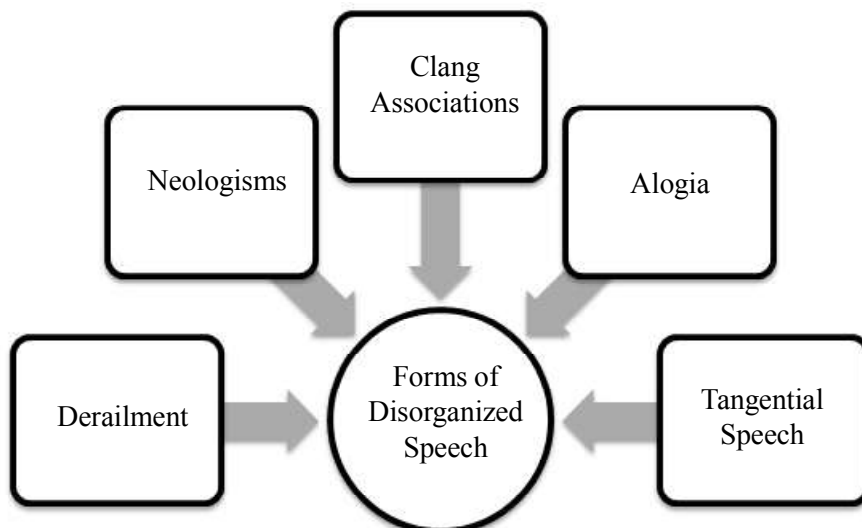 Clang
Associations
Neologisms
Alogia
Derailment
Forms of
Disorganized
Speech
Tangential
Speech